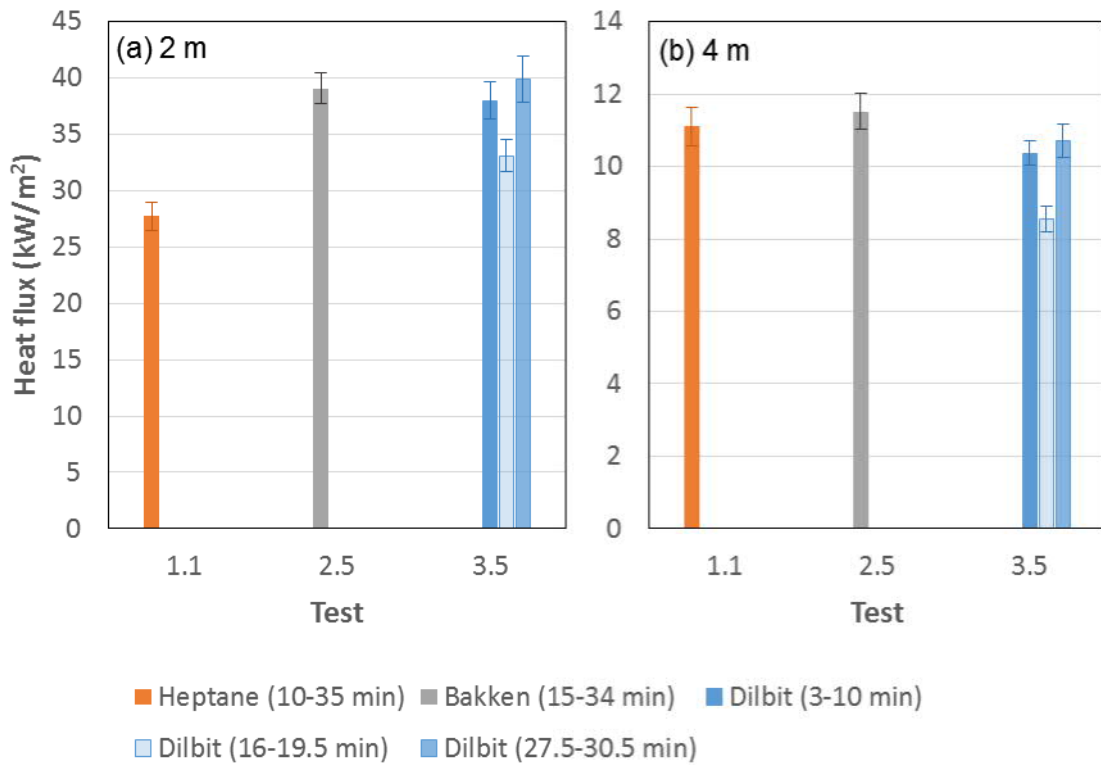 (a) 2 m
45
40
35
30
25
20
15
10
5
0
Heat flux (kW/m²)
1.1 2.5 3.5
Test
(b) 4 m
14
12
10
8
6
4
2
0
1.1 2.5 3.5
Test
Heptane (10-35 min) Bakken (15-34 min) Dilbit (3-10 min)
Dilbit (16-19.5 min) Dilbit (27.5-30.5 min)